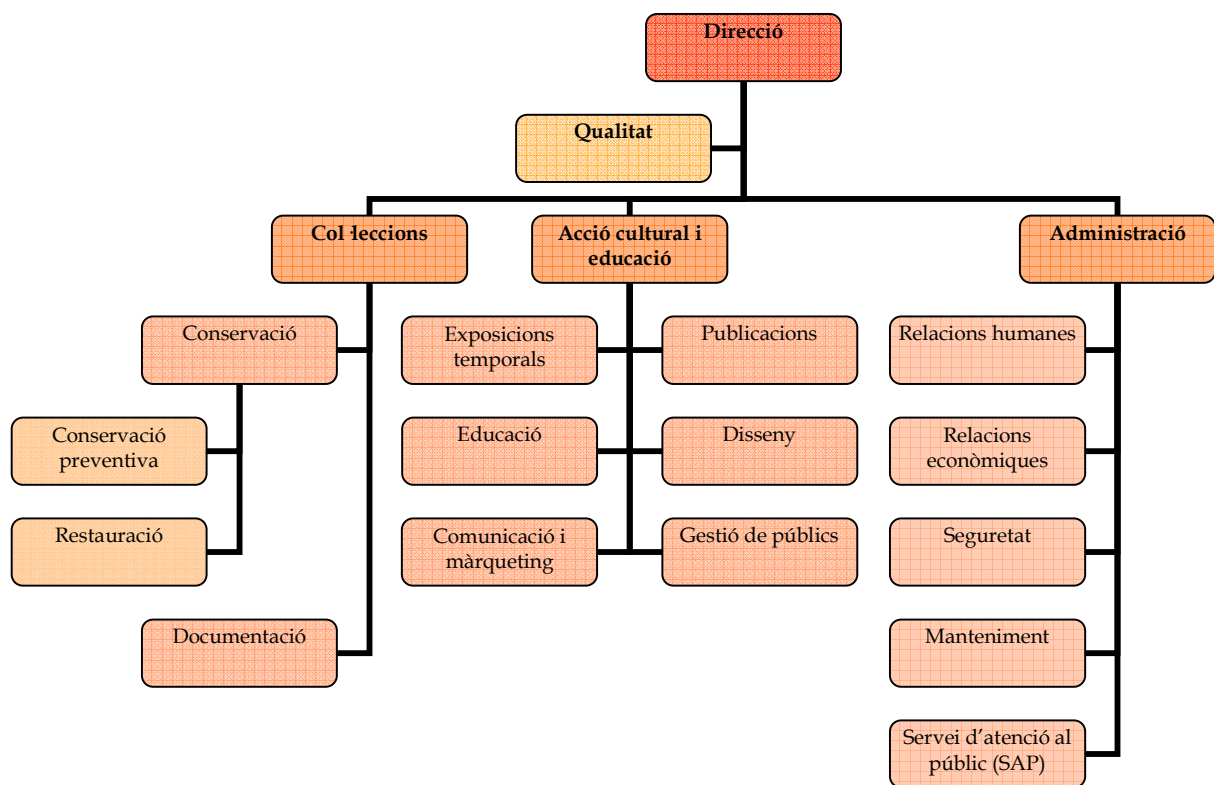 Direcció
Qualitat
Col·leccions
Acció cultural i
educació
Administració
Conservació
Exposicions
temporals
Publicacions
Relacions humanes
Conservació
preventiva
Educació
Disseny
Relacions
econòmiques
Restauració
Comunicació i
màrqueting
Gestió de públics
Seguretat
Documentació
Manteniment
Servei d’atenció al
públic (SAP)